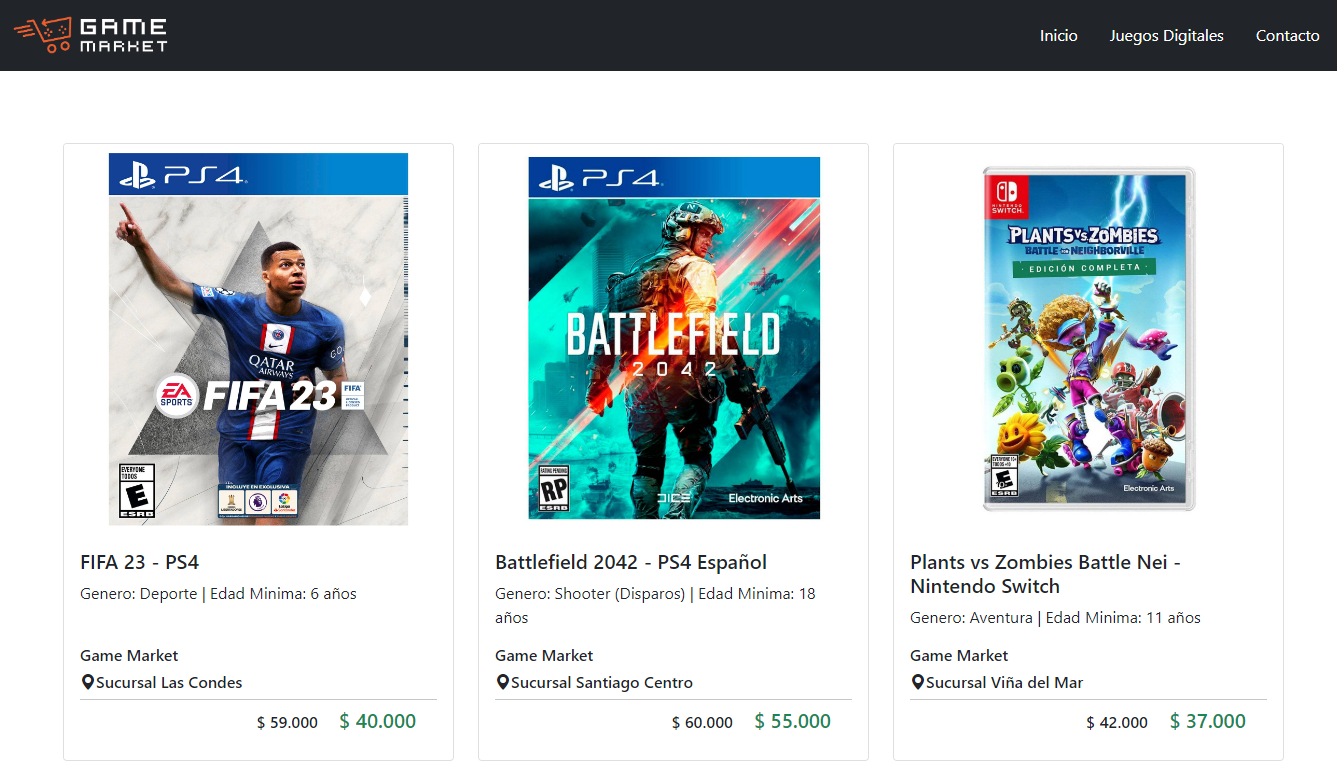 GAME
MARKET
Inicio
Juegos Digitales
Contacto
PS4
QATAR
AIRWAYS
EA
SPORTS
FIFA 23
FIFA
EVERYONE
TODOS
E
ESRB
INCLUYE EN EXCLUSIVA
PS4
BATTLEFIELD
2042
RATING PENDING
RP
ESRB
DICE
Electronic Arts
NINTENDO
SWITCH
PLANTS VS. ZOMBIES
BATTLE FOR NEIGHBORVILLE
· EDICIÓN COMPLETA ·
EVERYONE 10+
TODOS +10
E
ESRB
Electronic Arts
FIFA 23 - PS4
Genero: Deporte | Edad Minima: 6 años
Game Market
Sucursal Las Condes
$ 59.000 $ 40.000
Battlefield 2042 - PS4 Español
Genero: Shooter (Disparos) | Edad Minima: 18
años
Game Market
Sucursal Santiago Centro
$ 60.000 $ 55.000
Plants vs Zombies Battle Nei -
Nintendo Switch
Genero: Aventura | Edad Minima: 11 años
Game Market
Sucursal Viña del Mar
$ 42.000 $ 37.000